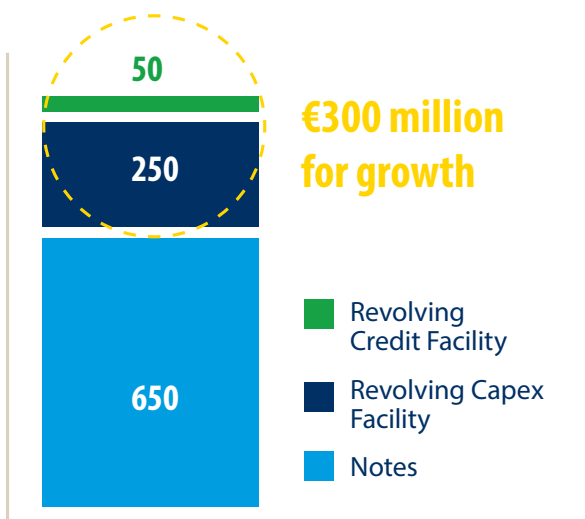 50
€300 million
for growth
250
650
Revolving
Credit Facility
Revolving Capex
Facility
Notes